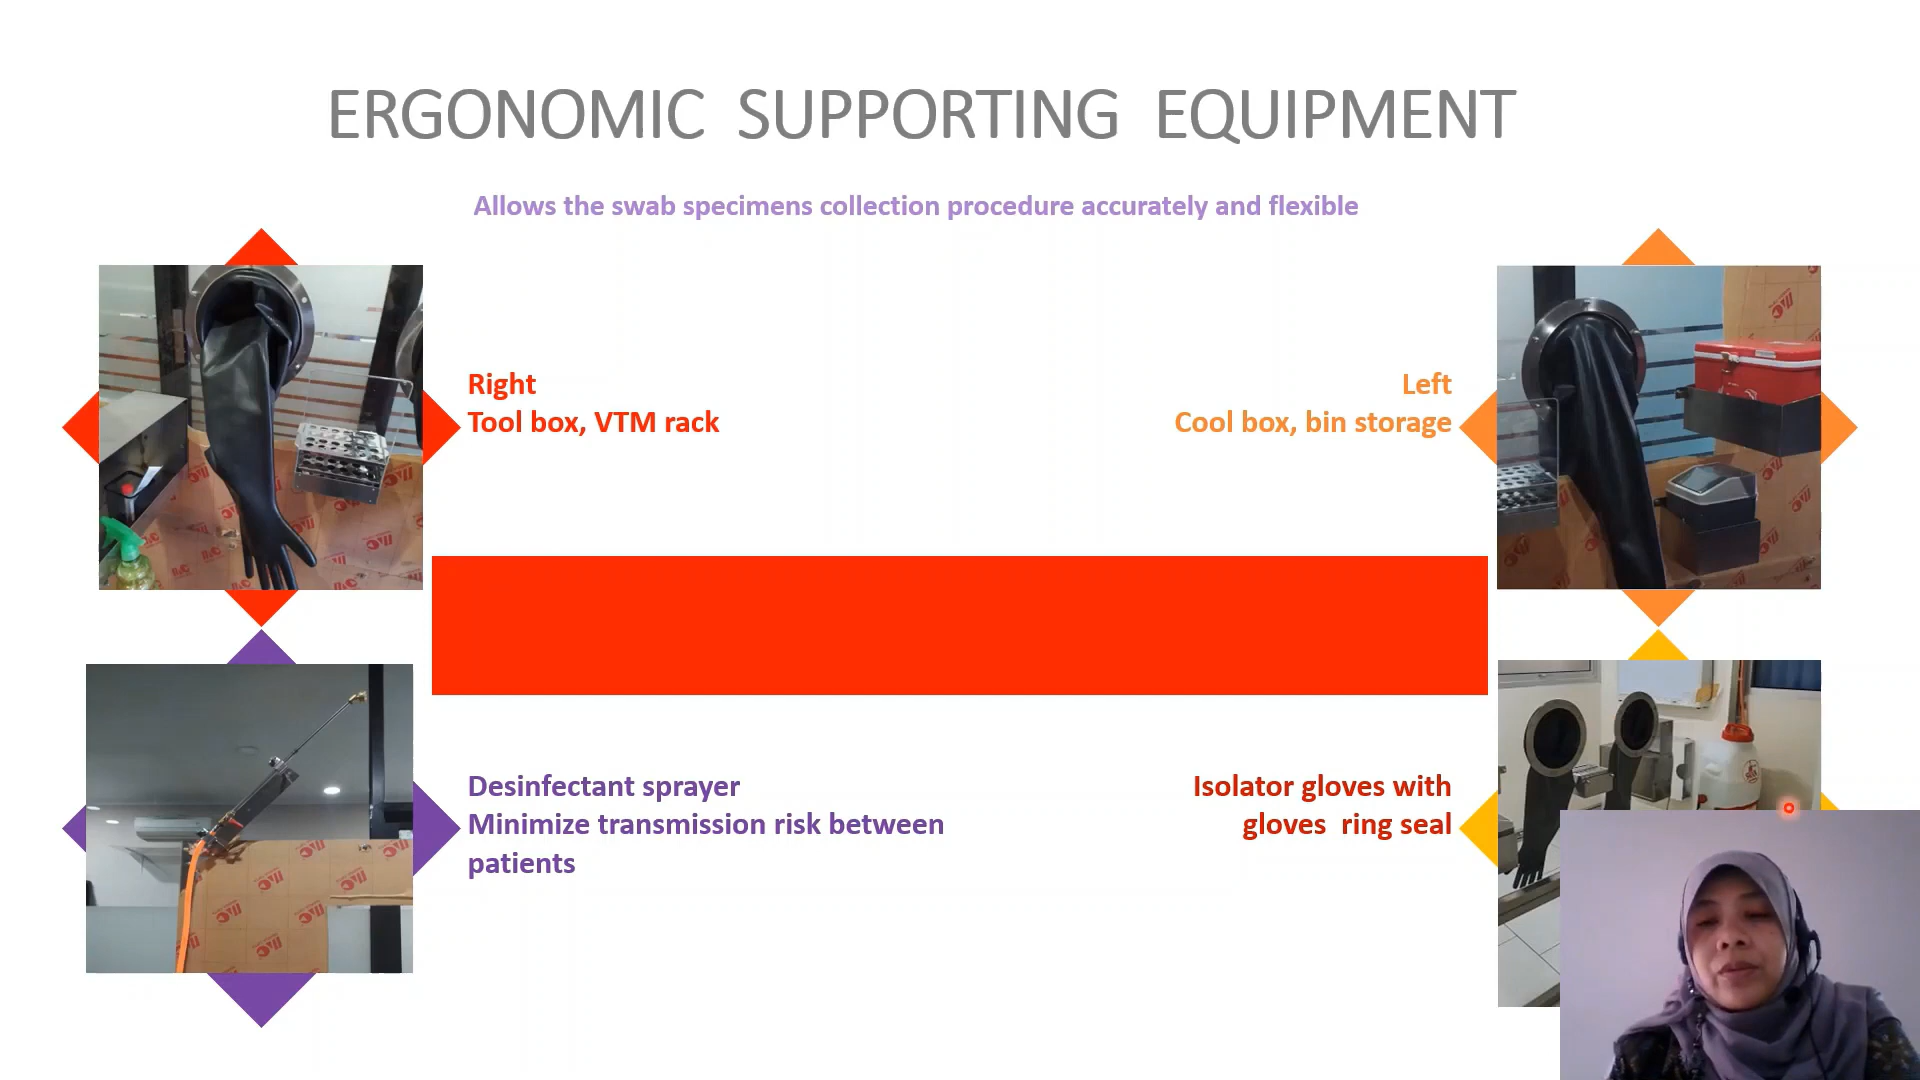 ERGONOMIC SUPPORTING EQUIPMENT
Allows the swab specimens collection procedure accurately and flexible
Right
Tool box, VTM rack
Left
Cool box, bin storage
Desinfectant sprayer
Minimize transmission risk between
patients
Isolator gloves with
gloves ring seal